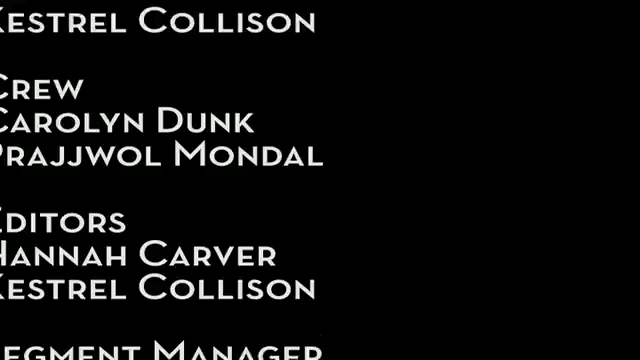 Kestrel Collison
Crew
Carolyn Dunk
Prajjwol Mondal
Editors
Hannah Carver
Kestrel Collison
Segment Manager